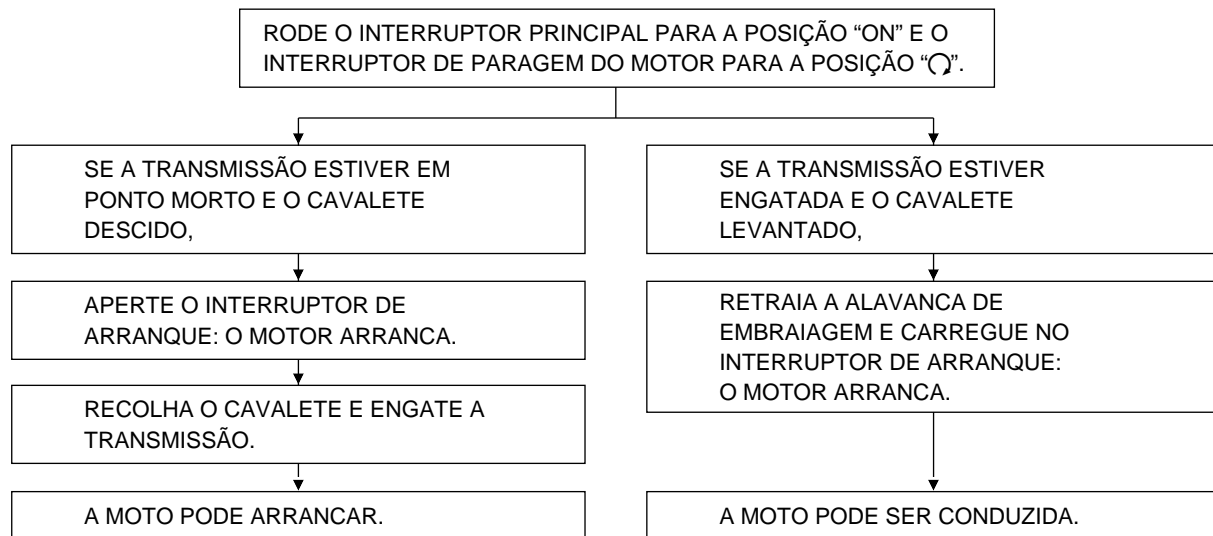 RODE O INTERRUPTOR PRINCIPAL PARA A POSIÇÃO “ON” E O
INTERRUPTOR DE PARAGEM DO MOTOR PARA A POSIÇÃO “”.
SE A TRANSMISSÃO ESTIVER EM
PONTO MORTO E O CAVALETE
DESCIDO,
APERTE O INTERRUPTOR DE
ARRANQUE: O MOTOR ARRANCA.
RECOLHA O CAVALETE E ENGATE A
TRANSMISSÃO.
A MOTO PODE ARRANCAR.
SE A TRANSMISSÃO ESTIVER
ENGATADA E O CAVALETE
LEVANTADO,
RETRAIA A ALAVANCA DE
EMBRAIAGEM E CARREGUE NO
INTERRUPTOR DE ARRANQUE:
O MOTOR ARRANCA.
A MOTO PODE SER CONDUZIDA.